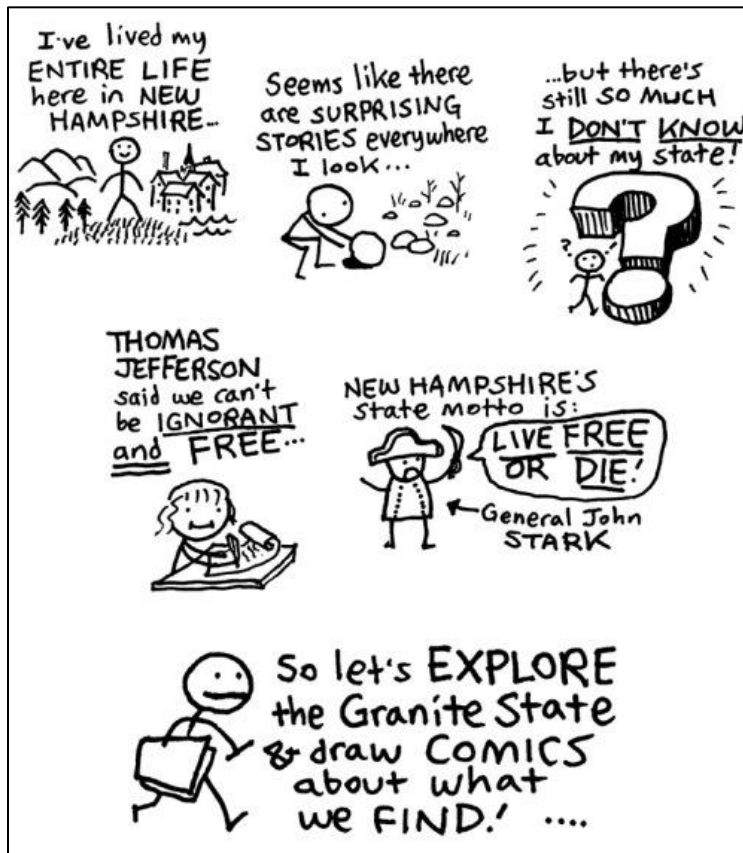 I've lived my
ENTIRE LIFE
here in NEW
HAMPSHIRE...
Seems like there
are SURPRISING
STORIES everywhere
I look...
...but there's
still SO MUCH
I DON'T KNOW
about my state!
?
?
THOMAS
JEFFERSON
said we can't
be IGNORANT
and FREE...
NEW HAMPSHIRE'S
state motto is:
LIVE FREE
OR DIE!
General John
STARK
So let's EXPLORE
the Granite State
& draw COMICS
about what
we FIND! ....